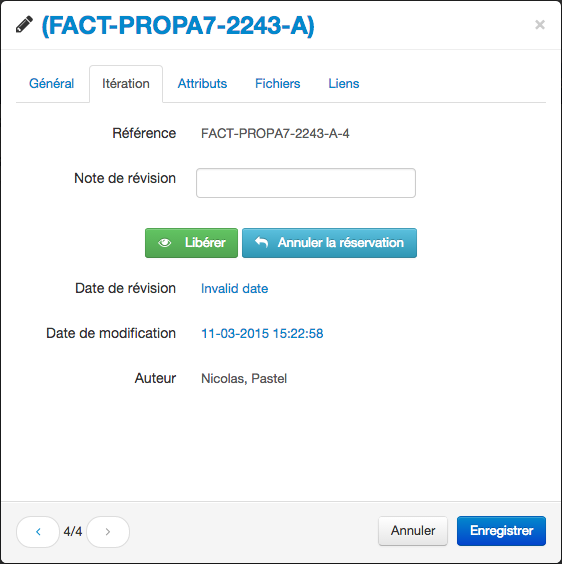 (FACT-PROPA7-2243-A)
×
Général Itération Attributs Fichiers Liens
Référence FACT-PROPA7-2243-A-4
Note de révision
Libérer Annuler la réservation
Date de révision Invalid date
Date de modification 11-03-2015 15:22:58
Auteur Nicolas, Pastel
‹ 4/4 › Annuler Enregistrer